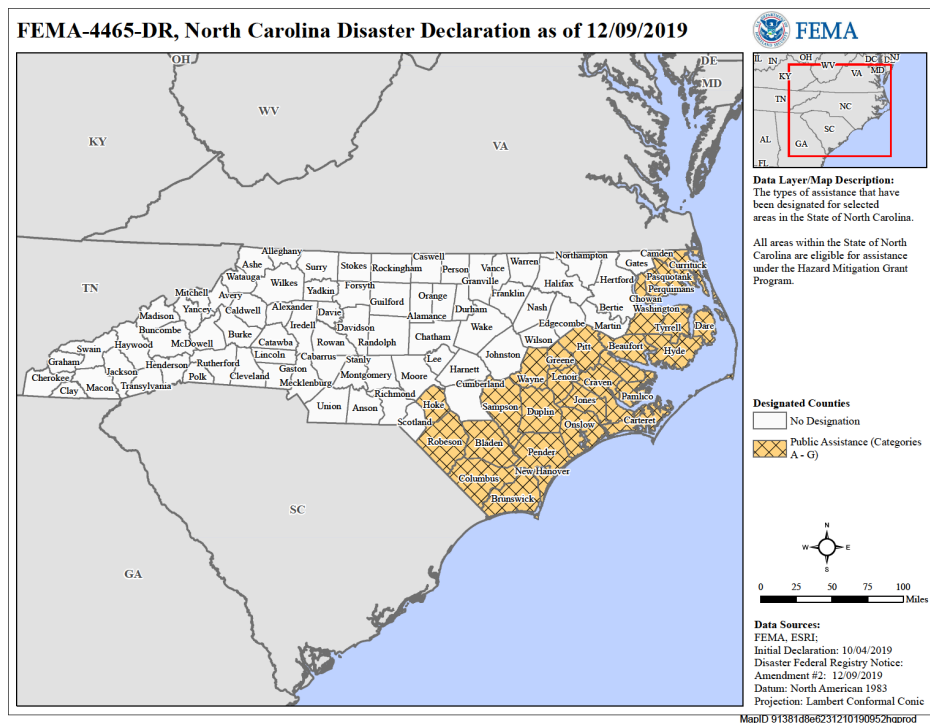 FEMA-4465-DR, North Carolina Disaster Declaration as of 12/09/2019
FEMA
OH
DE
MD
WV
KY
VA
TN
SC
GA
Alleghany
Ashe
Surry
Stokes
Rockingham
Caswell
Person
Vance
Granville
Warren
Northampton
Gates
Camden
Currituck
Pasquotank
Perquimans
Chowan
Watauga
Wilkes
Yadkin
Forsyth
Guilford
Orange
Alamance
Durham
Franklin
Halifax
Hertford
Bertie
Washington
Mitchell
Avery
Yancey
Caldwell
Alexander
Davie
Iredell
Davidson
Wake
Nash
Edgecombe
Martin
Tyrrell
Dare
Madison
Buncombe
McDowell
Burke
Catawba
Rowan
Randolph
Chatham
Wilson
Pitt
Beaufort
Hyde
Swain
Haywood
Lincoln
Cabarrus
Stanly
Lee
Johnston
Greene
Graham
Jackson
Henderson
Rutherford
Gaston
Montgomery
Moore
Harnett
Wayne
Lenoir
Craven
Cherokee
Clay
Macon
Transylvania
Polk
Cleveland
Mecklenburg
Richmond
Cumberland
Pamlico
Union
Anson
Scotland
Hoke
Sampson
Duplin
Jones
Onslow
Carteret
Robeson
Bladen
Pender
Columbus
New Hanover
Brunswick
IL
IN
OH
WV
DC
D
NJ
KY
VA
MD
TN
NC
SC
AL
GA
FL
Data Layer/Map Description:
The types of assistance that have
been designated for selected
areas in the State of North Carolina.
All areas within the State of North
Carolina are eligible for assistance
under the Hazard Mitigation Grant
Program.
Designated Counties
No Designation
Public Assistance (Categories
A - G)
N
W
E
S
0 25 50 75 100
Miles
Data Sources:
FEMA, ESRI;
Initial Declaration: 10/04/2019
Disaster Federal Registry Notice:
Amendment #2: 12/09/2019
Datum: North American 1983
Projection: Lambert Conformal Conic
MapID 91381d8e6231210190952hqprod